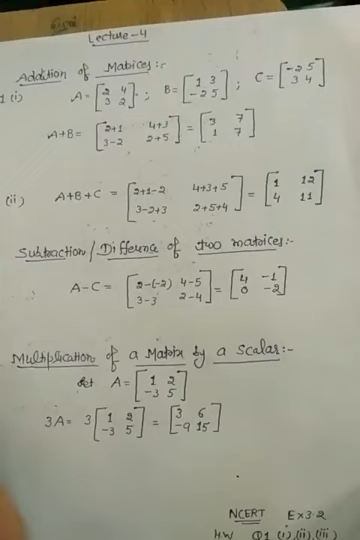 Lecture-4
Addition of Matrices:-
1 (i) A = [2 4; 3 2] ; B = [1 3; -2 5] ; C = [-2 5; 3 4]
A+B = [2+1 4+3; 3-2 2+5] = [3 7; 1 7]
(ii) A+B+C = [2+1-2 4+3+5; 3-2+3 2+5+4] = [1 12; 4 11]
Subtraction/Difference of two matrices:-
A-C = [2-(-2) 4-5; 3-3 2-4] = [4 -1; 0 -2]
Multiplication of a Matrix by a Scalar:-
let A = [1 2; -3 5]
3A = 3 [1 2; -3 5] = [3 6; -9 15]
NCERT Ex 3.2
HW Q1 (i), (ii), (iii)